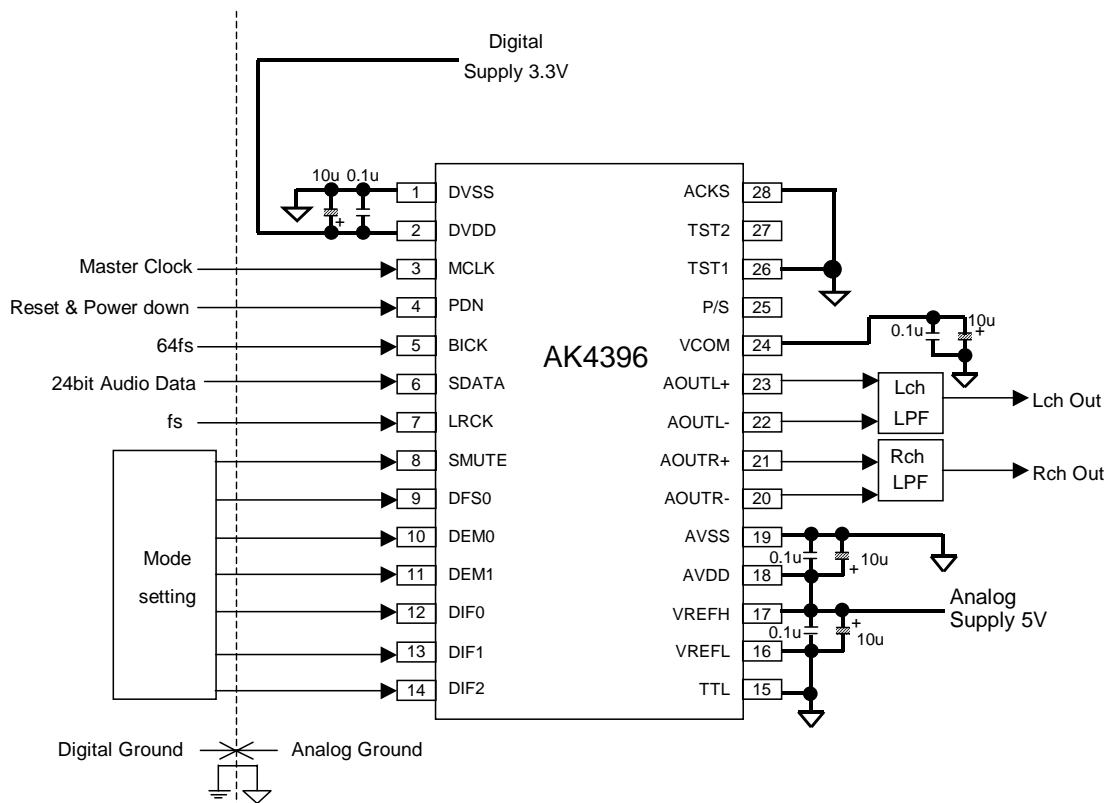 Digital
Supply 3.3V
10u 0.1u
+
1 DVSS
2 DVDD
Master Clock 3 MCLK
Reset & Power down 4 PDN
64fs 5 BICK
24bit Audio Data 6 SDATA
fs 7 LRCK
8 SMUTE
9 DFS0
10 DEM0
11 DEM1
12 DIF0
13 DIF1
14 DIF2
Mode
setting
AK4396
ACKS 28
TST2 27
TST1 26
P/S 25
VCOM 24
0.1u 10u
+
AOUTL+ 23
AOUTL- 22
Lch
LPF
Lch Out
AOUTR+ 21
AOUTR- 20
Rch
LPF
Rch Out
AVSS 19
0.1u 10u
+
AVDD 18
VREFH 17
Analog
Supply 5V
+
0.1u 10u
VREFL 16
TTL 15
Digital Ground Analog Ground